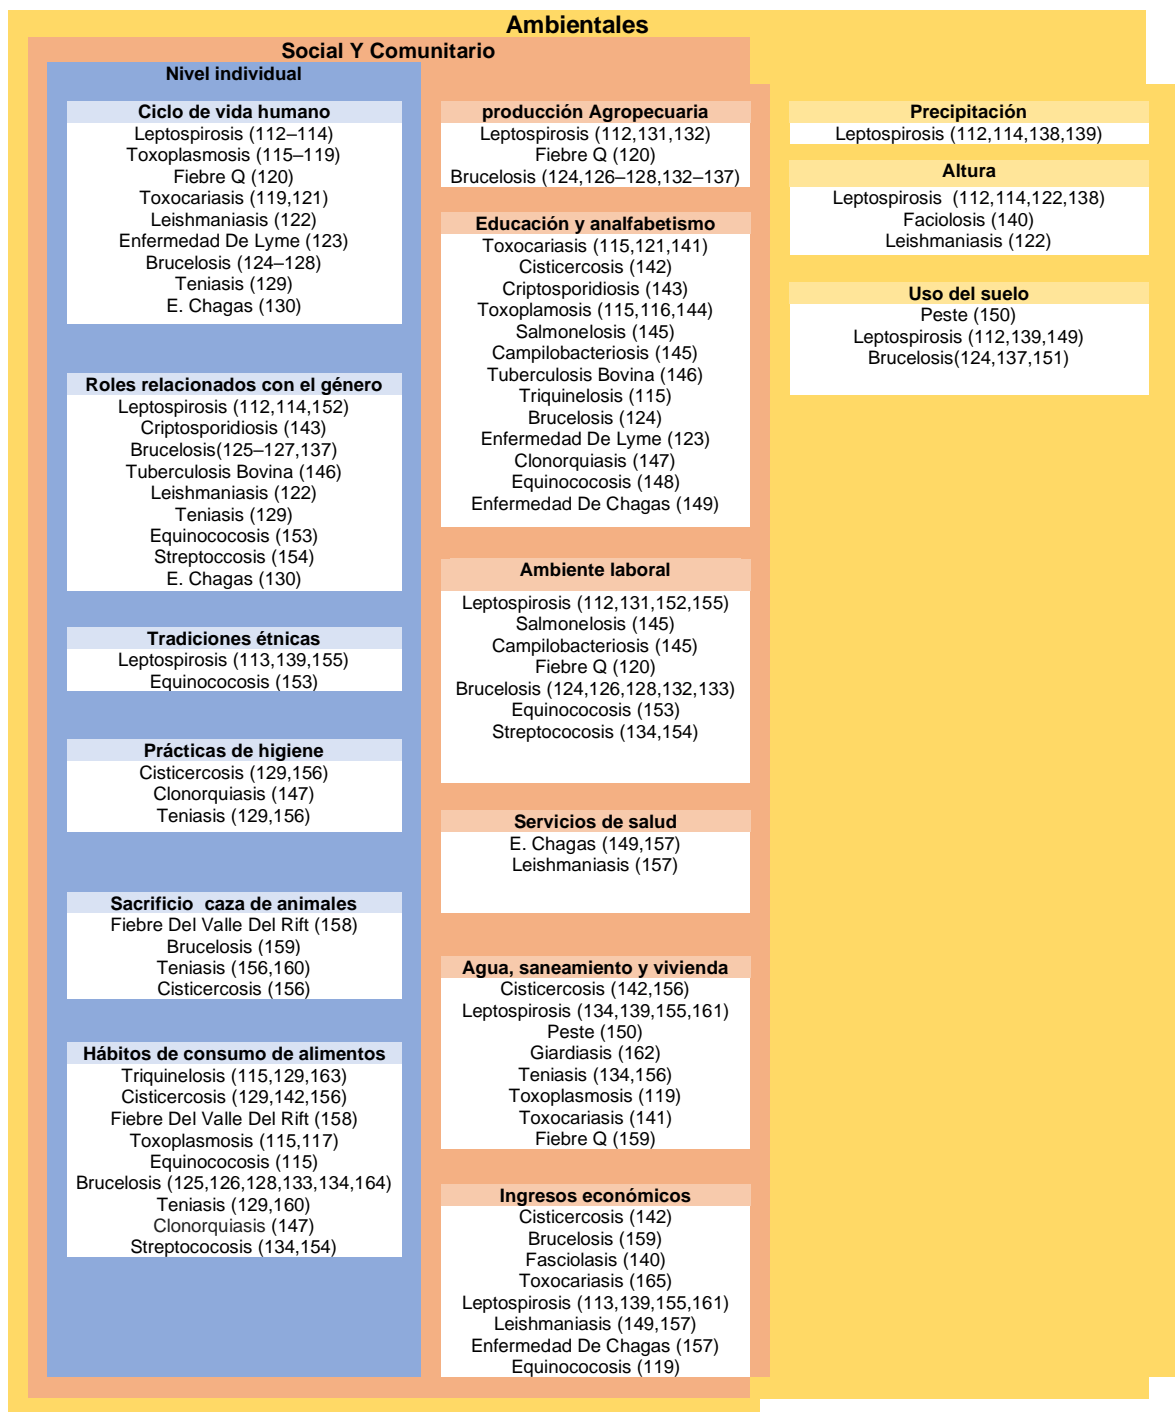 Ambientales
Social Y Comunitario
Nivel individual
Ciclo de vida humano
Leptospirosis (112–114)
Toxoplasmosis (115–119)
Fiebre Q (120)
Toxocariasis (119,121)
Leishmaniasis (122)
Enfermedad De Lyme (123)
Brucelosis (124–128)
Teniasis (129)
E. Chagas (130)
Roles relacionados con el género
Leptospirosis (112,114,152)
Criptosporidiosis (143)
Brucelosis(125–127,137)
Tuberculosis Bovina (146)
Leishmaniasis (122)
Teniasis (129)
Equinococosis (153)
Streptoccosis (154)
E. Chagas (130)
Tradiciones étnicas
Leptospirosis (113,139,155)
Equinococosis (153)
Prácticas de higiene
Cisticercosis (129,156)
Clonorquiasis (147)
Teniasis (129,156)
Sacrificio  caza de animales
Fiebre Del Valle Del Rift (158)
Brucelosis (159)
Teniasis (156,160)
Cisticercosis (156)
Hábitos de consumo de alimentos
Triquinelosis (115,129,163)
Cisticercosis (129,142,156)
Fiebre Del Valle Del Rift (158)
Toxoplasmosis (115,117)
Equinococosis (115)
Brucelosis (125,126,128,133,134,164)
Teniasis (129,160)
Clonorquiasis (147)
Streptococosis (134,154)
producción Agropecuaria
Leptospirosis (112,131,132)
Fiebre Q (120)
Brucelosis (124,126–128,132–137)
Educación y analfabetismo
Toxocariasis (115,121,141)
Cisticercosis (142)
Criptosporidiosis (143)
Toxoplamosis (115,116,144)
Salmonelosis (145)
Campilobacteriosis (145)
Tuberculosis Bovina (146)
Triquinelosis (115)
Brucelosis (124)
Enfermedad De Lyme (123)
Clonorquiasis (147)
Equinococosis (148)
Enfermedad De Chagas (149)
Ambiente laboral
Leptospirosis (112,131,152,155)
Salmonelosis (145)
Campilobacteriosis (145)
Fiebre Q (120)
Brucelosis (124,126,128,132,133)
Equinococosis (153)
Streptococosis (134,154)
Servicios de salud
E. Chagas (149,157)
Leishmaniasis (157)
Agua, saneamiento y vivienda
Cisticercosis (142,156)
Leptospirosis (134,139,155,161)
Peste (150)
Giardiasis (162)
Teniasis (134,156)
Toxoplasmosis (119)
Toxocariasis (141)
Fiebre Q (159)
Ingresos económicos
Cisticercosis (142)
Brucelosis (159)
Fasciolasis (140)
Toxocariasis (165)
Leptospirosis (113,139,155,161)
Leishmaniasis (149,157)
Enfermedad De Chagas (157)
Equinococosis (119)
Precipitación
Leptospirosis (112,114,138,139)
Altura
Leptospirosis  (112,114,122,138)
Faciolosis (140)
Leishmaniasis (122)
Uso del suelo
Peste (150)
Leptospirosis (112,139,149)
Brucelosis(124,137,151)